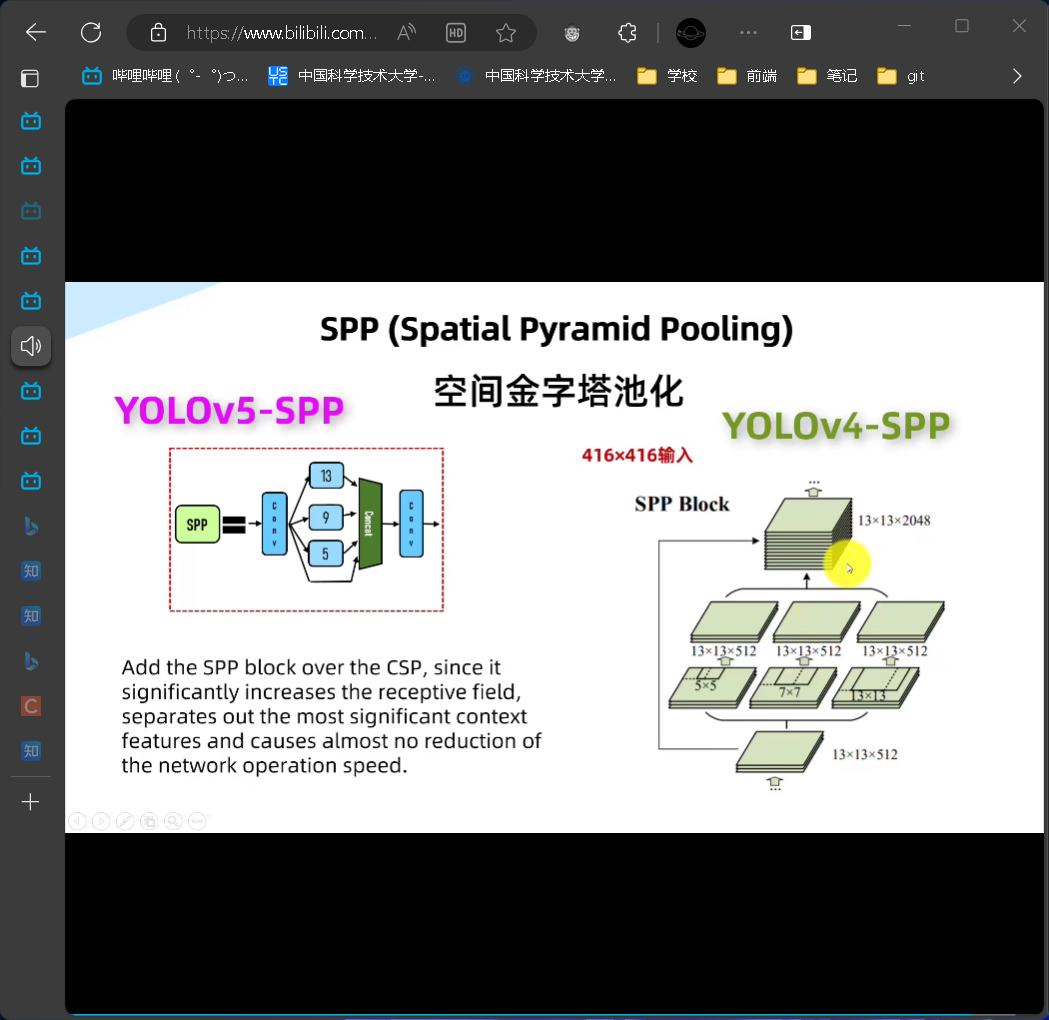 https://www.bilibili.com...
HD
哔哩哔哩 (゜-゜)つ...
中国科学技术大学-...
中国科学技术大学...
学校
前端
笔记
git
SPP (Spatial Pyramid Pooling)
空间金字塔池化
YOLOv5-SPP
YOLOv4-SPP
416×416输入
SPP Block
13×13×2048
SPP
Conv
13
9
5
Concat
Conv
13×13×512
13×13×512
13×13×512
5×5
7×7
13×13
13×13×512
Add the SPP block over the CSP, since it
significantly increases the receptive field,
separates out the most significant context
features and causes almost no reduction of
the network operation speed.
知
知
C
知